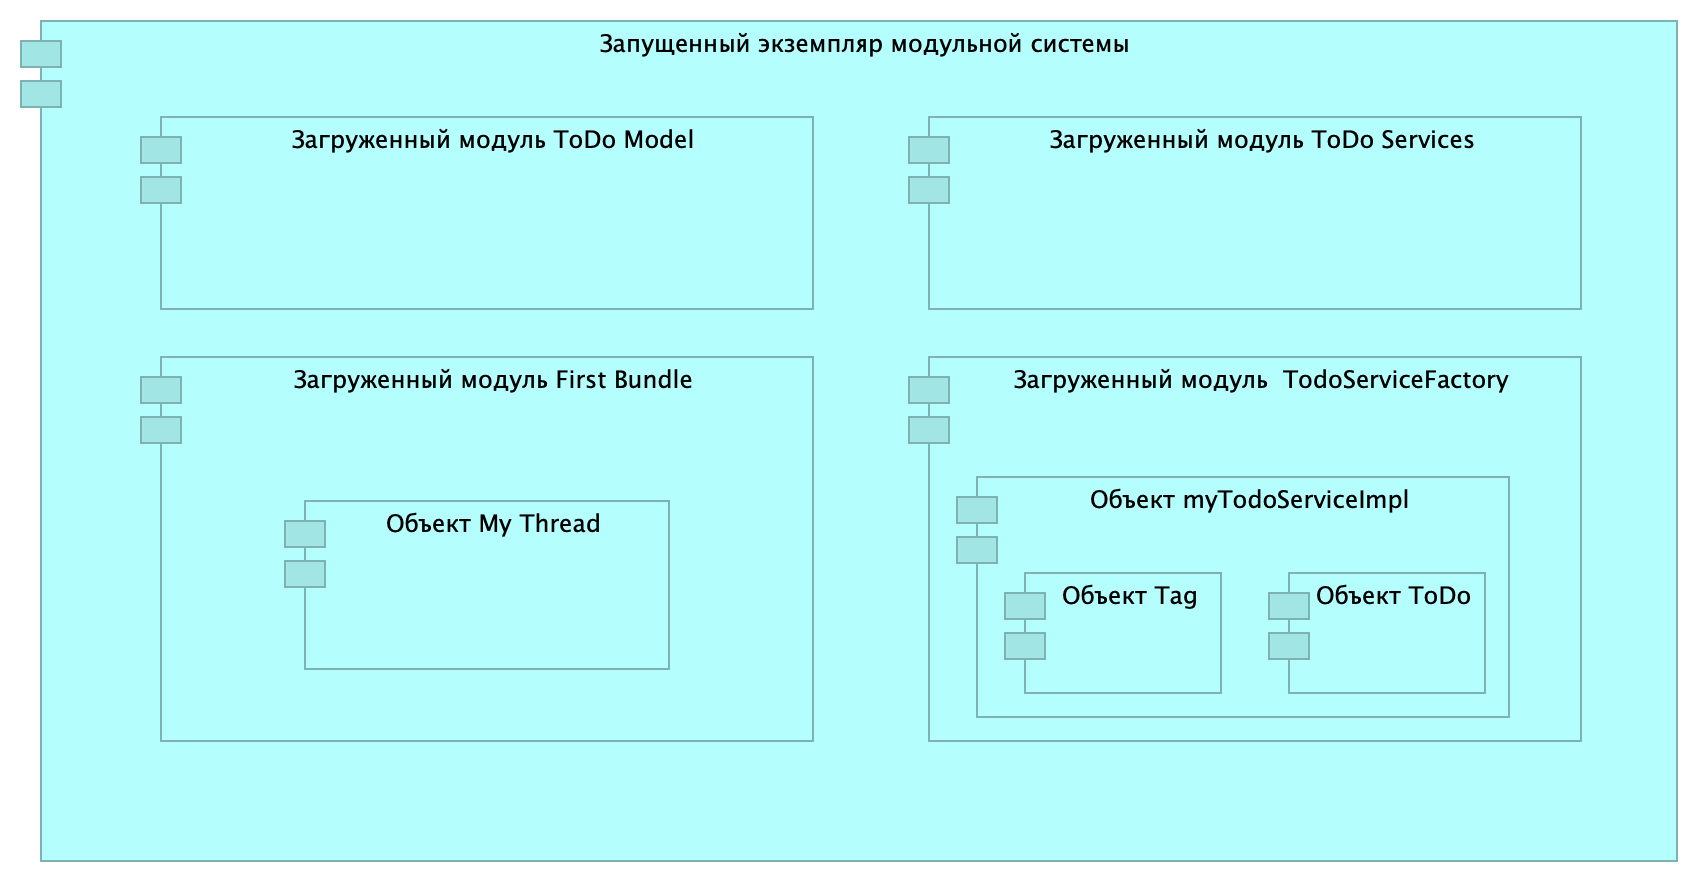 Запущенный экземпляр модульной системы
Загруженный модуль ToDo Model
Загруженный модуль ToDo Services
Загруженный модуль First Bundle
Загруженный модуль  TodoServiceFactory
Объект My Thread
Объект myTodoServiceImpl
Объект Tag
Объект ToDo